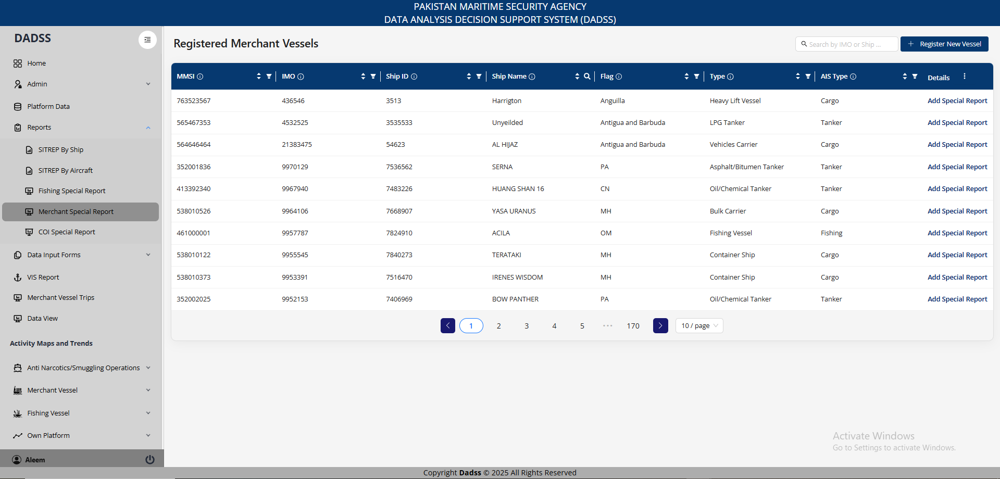 PAKISTAN MARITIME SECURITY AGENCY
DATA ANALYSIS DECISION SUPPORT SYSTEM (DADSS)
DADSS
Home
Admin
Platform Data
Reports
SITREP By Ship
SITREP By Aircraft
Fishing Special Report
Merchant Special Report
COI Special Report
Data Input Forms
VIS Report
Merchant Vessel Trips
Data View
Activity Maps and Trends
Anti Narcotics/Smuggling Operations
Merchant Vessel
Fishing Vessel
Own Platform
Aleem
Registered Merchant Vessels
Search by IMO or Ship ...
Register New Vessel
MMSI IMO Ship ID Ship Name Flag Type AIS Type Details
763523567 436546 3513 Harrigton Anguilla Heavy Lift Vessel Cargo Add Special Report
565467353 4532525 3535533 Unyeilded Antigua and Barbuda LPG Tanker Tanker Add Special Report
564646464 21383475 54623 AL HIJAZ Antigua and Barbuda Vehicles Carrier Cargo Add Special Report
352001836 9970129 7536562 SERNA PA Asphalt/Bitumen Tanker Tanker Add Special Report
413392340 9967940 7483226 HUANG SHAN 16 CN Oil/Chemical Tanker Tanker Add Special Report
538010526 9964106 7668907 YASA URANUS MH Bulk Carrier Cargo Add Special Report
461000001 9957787 7824910 ACILA OM Fishing Vessel Fishing Add Special Report
538010122 9955545 7840273 TERATAKI MH Container Ship Cargo Add Special Report
538010373 9953391 7516470 IRENES WISDOM MH Container Ship Cargo Add Special Report
352002025 9952153 7406969 BOW PANTHER PA Oil/Chemical Tanker Tanker Add Special Report
1 2 3 4 5 ••• 170 10 / page
Activate Windows
Go to Settings to activate Windows.
Copyright Dadss © 2025 All Rights Reserved